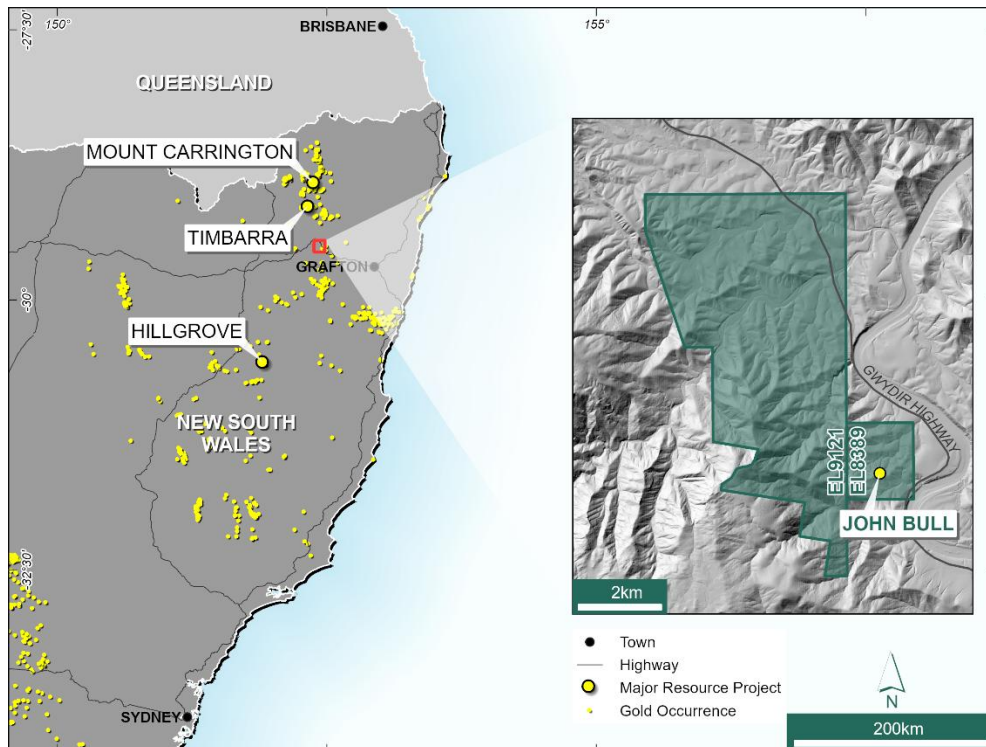 150°
155°
-27°30'
BRISBANE
QUEENSLAND
MOUNT CARRINGTON
TIMBARRA
GRAFTON
-30°
HILLGROVE
NEW SOUTH
WALES
-32°30'
SYDNEY
GWYDIR HIGHWAY
EL9121
EL8389
JOHN BULL
2km
Town
Highway
Major Resource Project
Gold Occurrence
N
200km